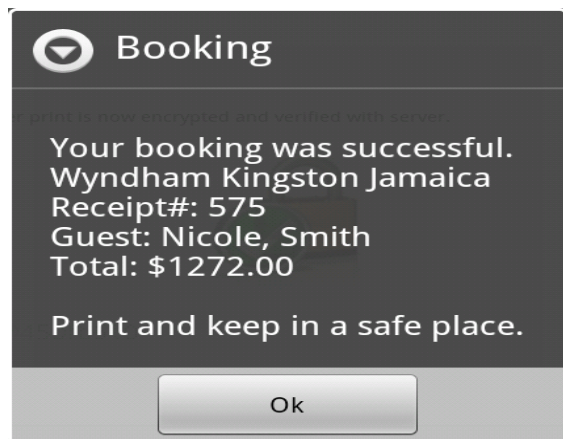 Booking
er print is now encrypted and verified with server.
Your booking was successful.
Wyndham Kingston Jamaica
Receipt#: 575
Guest: Nicole, Smith
Total: $1272.00
Print and keep in a safe place.
Ok